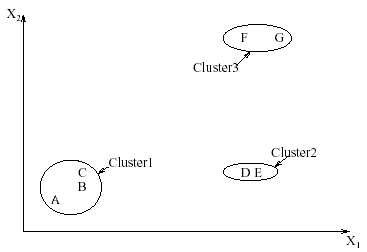 X2
F G
Cluster3
Cluster1
C
B
A
Cluster2
D E
X1